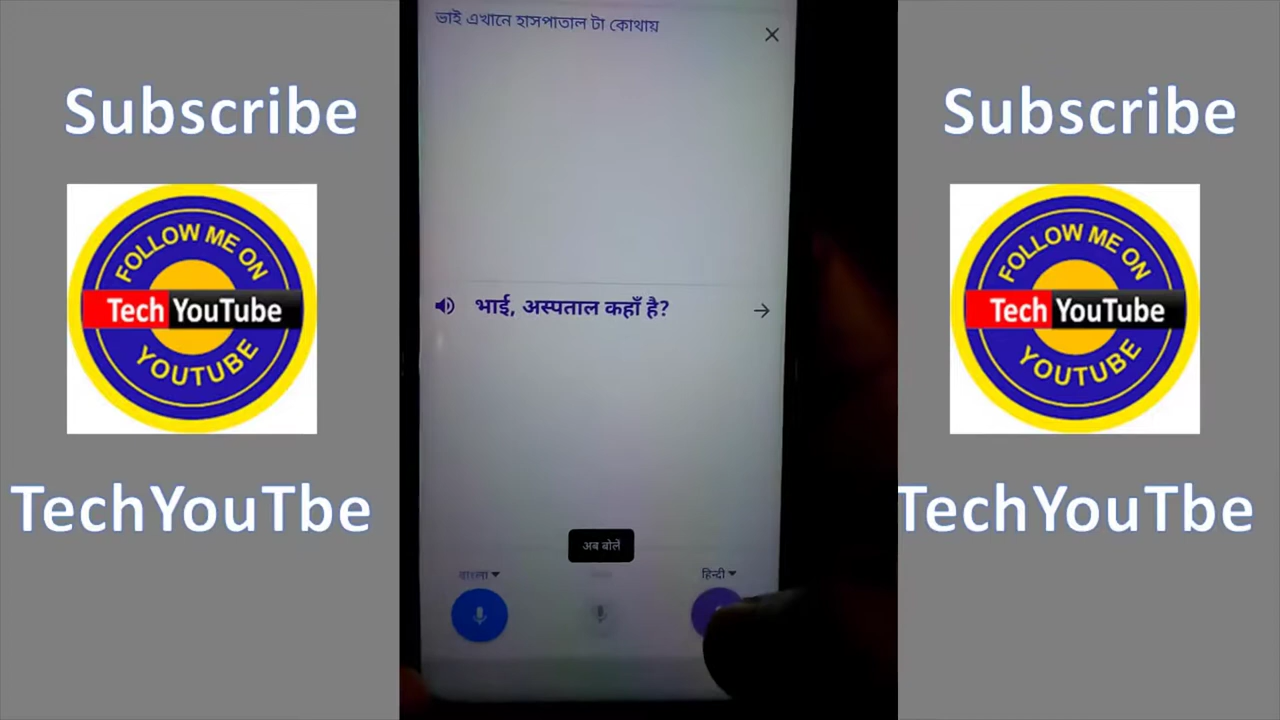 Subscribe
FOLLOW ME ON
Tech YouTube
YOUTUBE
TechYouTbe
ভাই এখানে হাসপাতাল টা কোথায়
भाई, अस्पताल कहाँ है?
अब बोलें
বাংলা
हिन्दी
Subscribe
FOLLOW ME ON
Tech YouTube
YOUTUBE
TechYouTbe